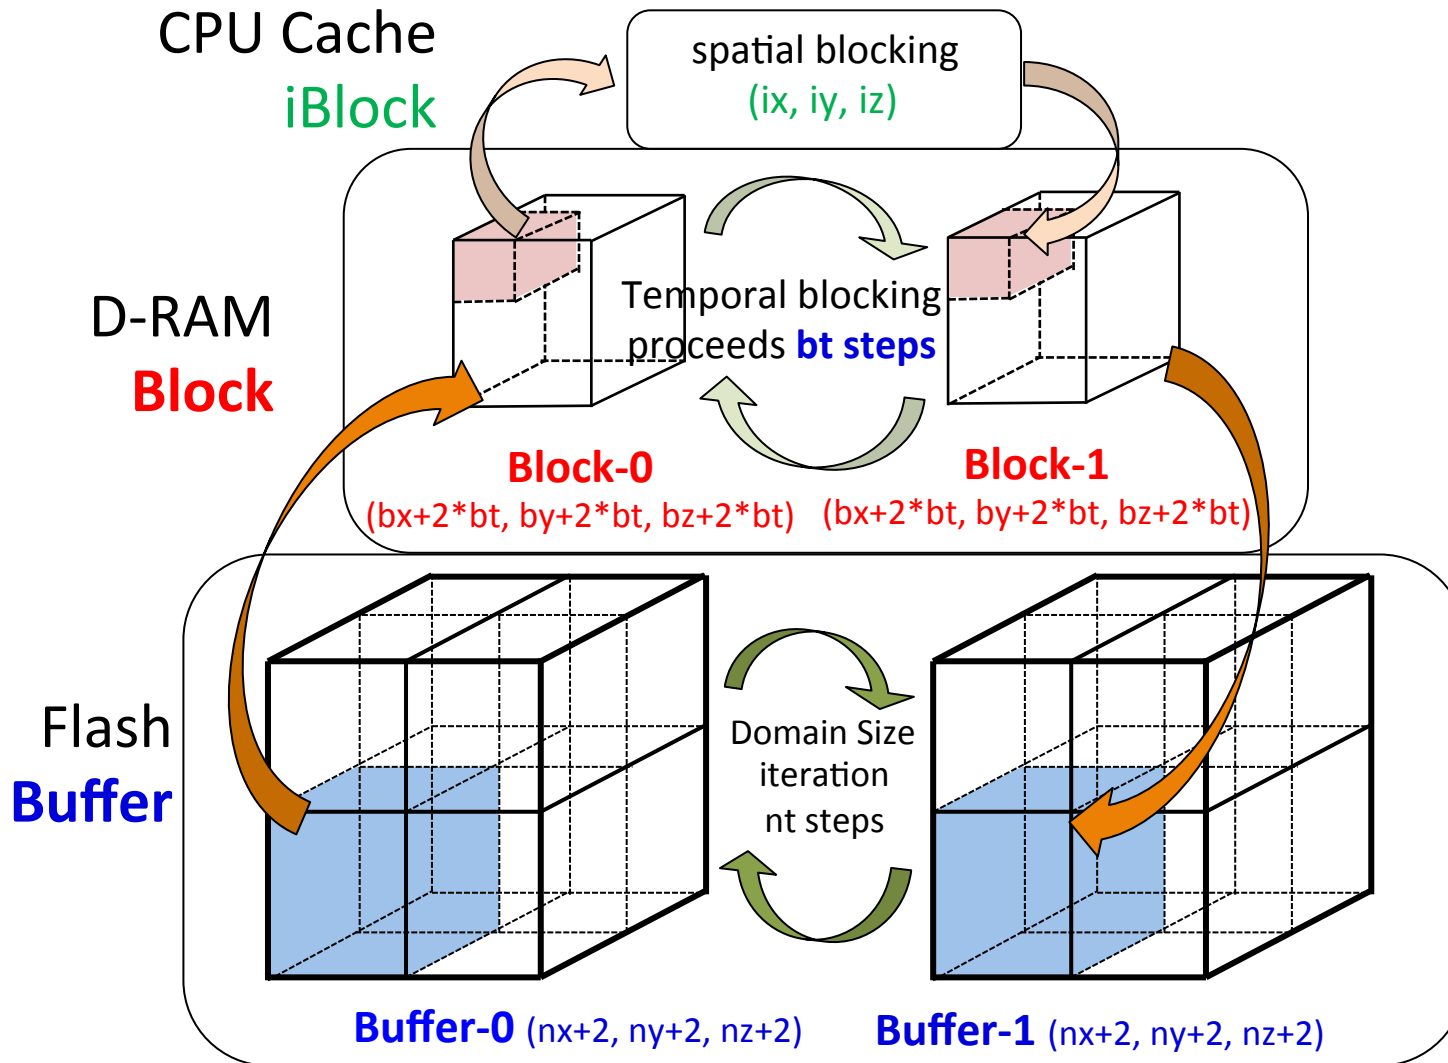 CPU Cache
iBlock
spatial blocking
(ix, iy, iz)
D-RAM
Block
Temporal blocking
proceeds bt steps
Block-0
(bx+2*bt, by+2*bt, bz+2*bt)
Block-1
(bx+2*bt, by+2*bt, bz+2*bt)
Flash
Buffer
Domain Size
iteration
nt steps
Buffer-0 (nx+2, ny+2, nz+2)
Buffer-1 (nx+2, ny+2, nz+2)